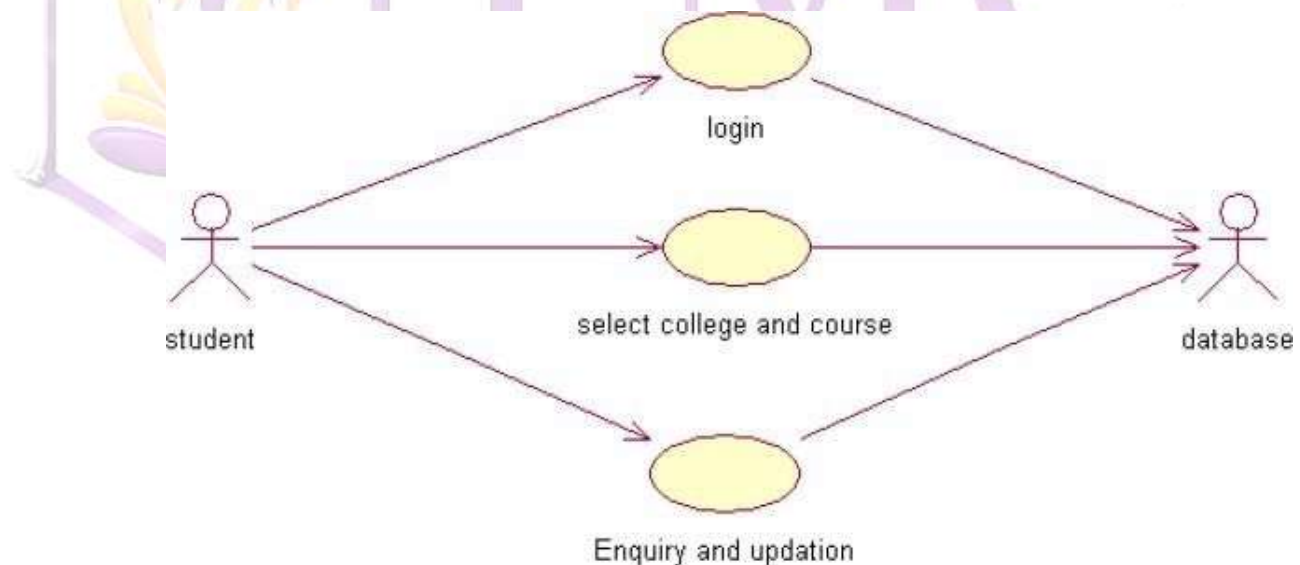 login
student
select college and course
database
Enquiry and updation